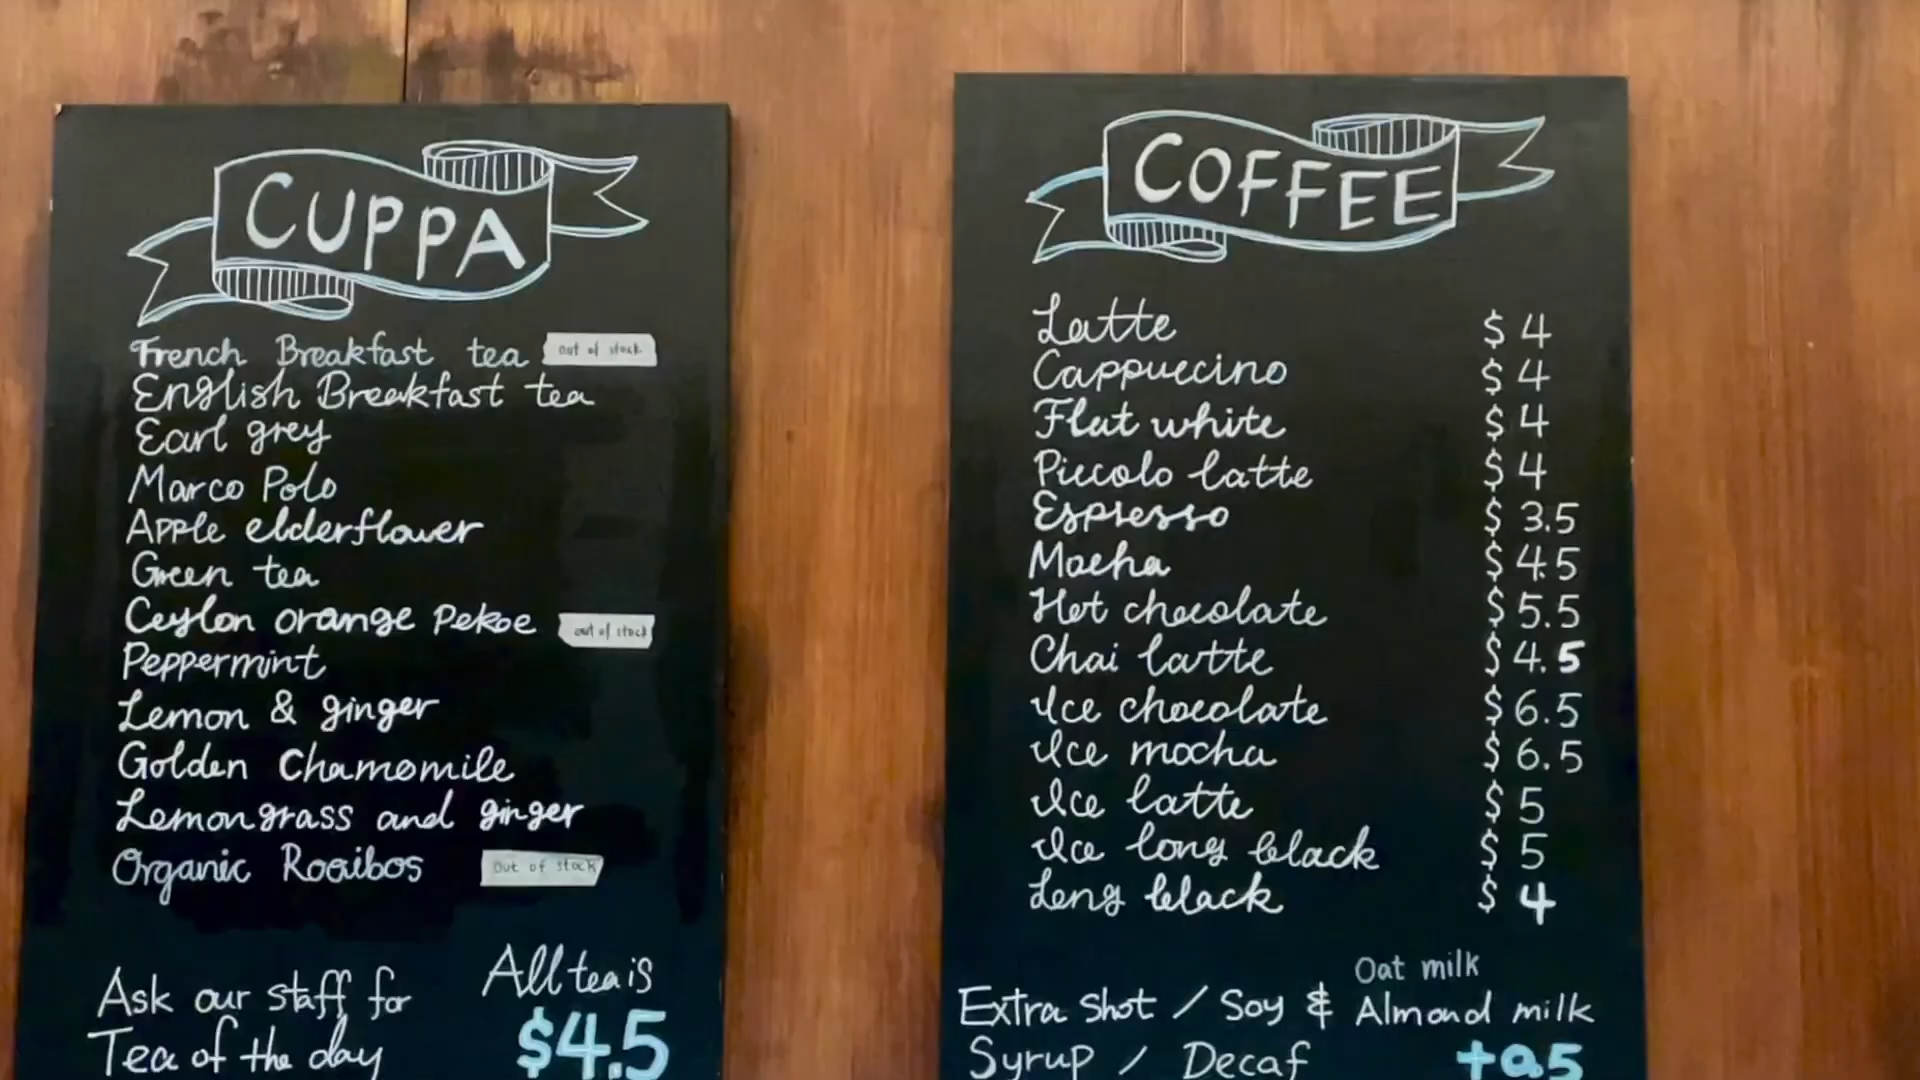 CUPPA
French Breakfast tea out of stock
English Breakfast tea
Earl grey
Marco Polo
Apple elderflower
Green tea
Ceylon orange Pekoe out of stock
Peppermint
Lemon & ginger
Golden Chamomile
Lemongrass and ginger
Organic Rooibos Out of stock
Ask our staff for
Tea of the day
All tea is
$4.5
COFFEE
Latte $4
Cappuccino $4
Flat white $4
Piccolo latte $4
Espresso $3.5
Mocha $4.5
Hot chocolate $5.5
Chai latte $4.5
Ice chocolate $6.5
Ice mocha $6.5
Ice latte $5
Ice long black $5
Long black $4
Oat milk
Extra shot / Soy & Almond milk
Syrup / Decaf +0.5